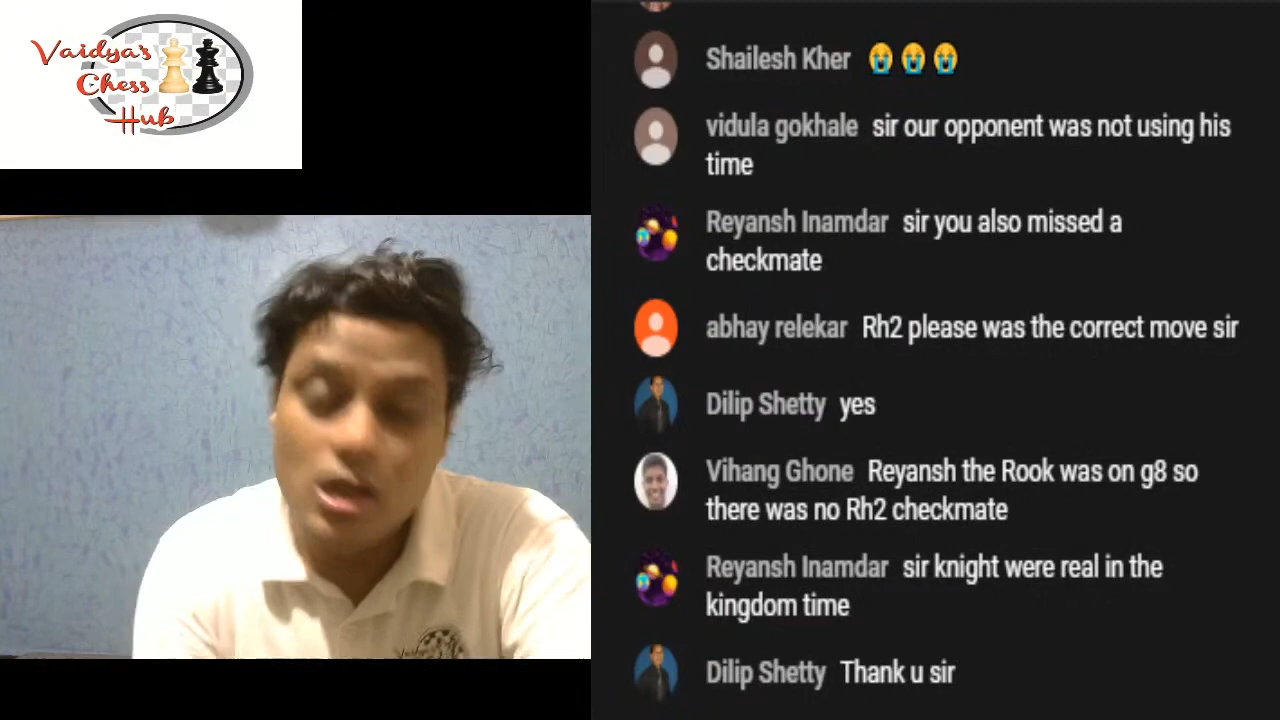 Vaidya's
Chess
Hub
Shailesh Kher 😭😭😭
vidula gokhale sir our opponent was not using his
time
Reyansh Inamdar sir you also missed a
checkmate
abhay relekar Rh2 please was the correct move sir
Dilip Shetty yes
Vihang Ghone Reyansh the Rook was on g8 so
there was no Rh2 checkmate
Reyansh Inamdar sir knight were real in the
kingdom time
Dilip Shetty Thank u sir